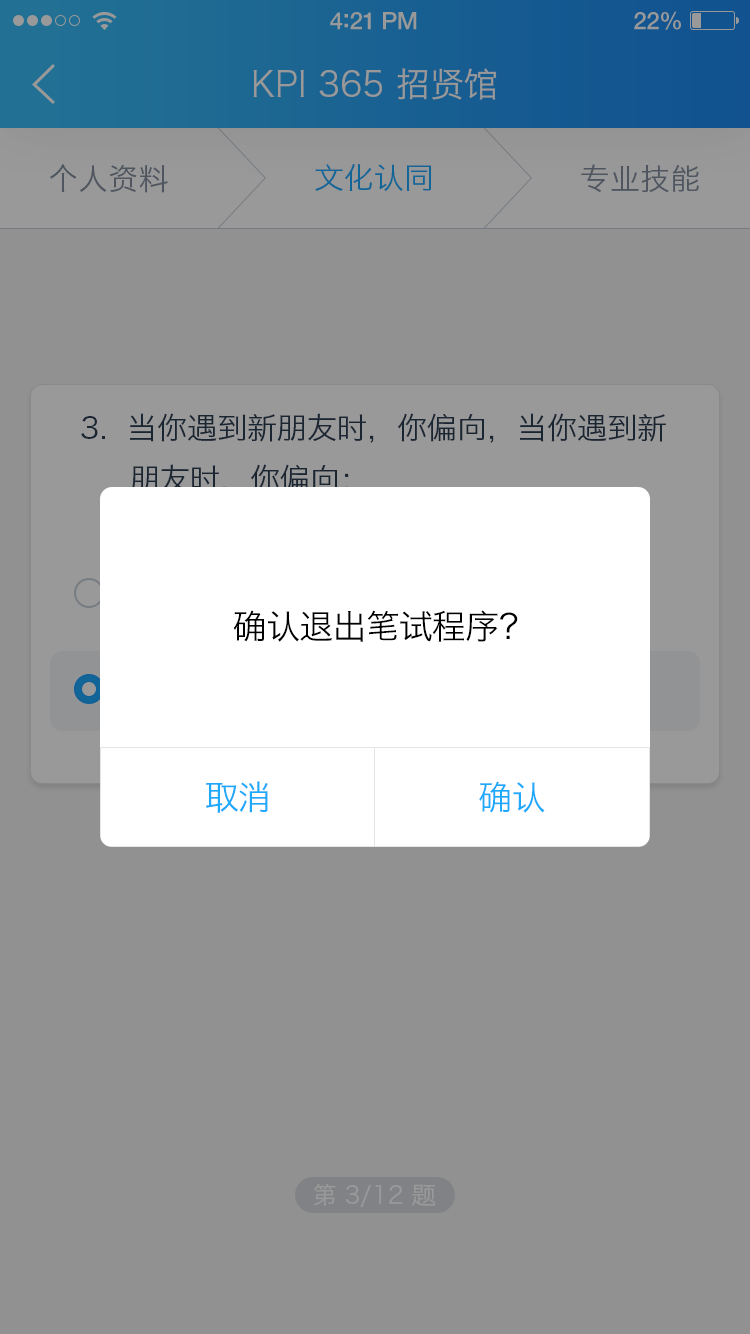 4:21 PM
22%
KPI 365 招贤馆
个人资料
文化认同
专业技能
3. 当你遇到新朋友时，你偏向，当你遇到新
朋友时，你偏向：
确认退出笔试程序？
取消
确认
第 3/12 题